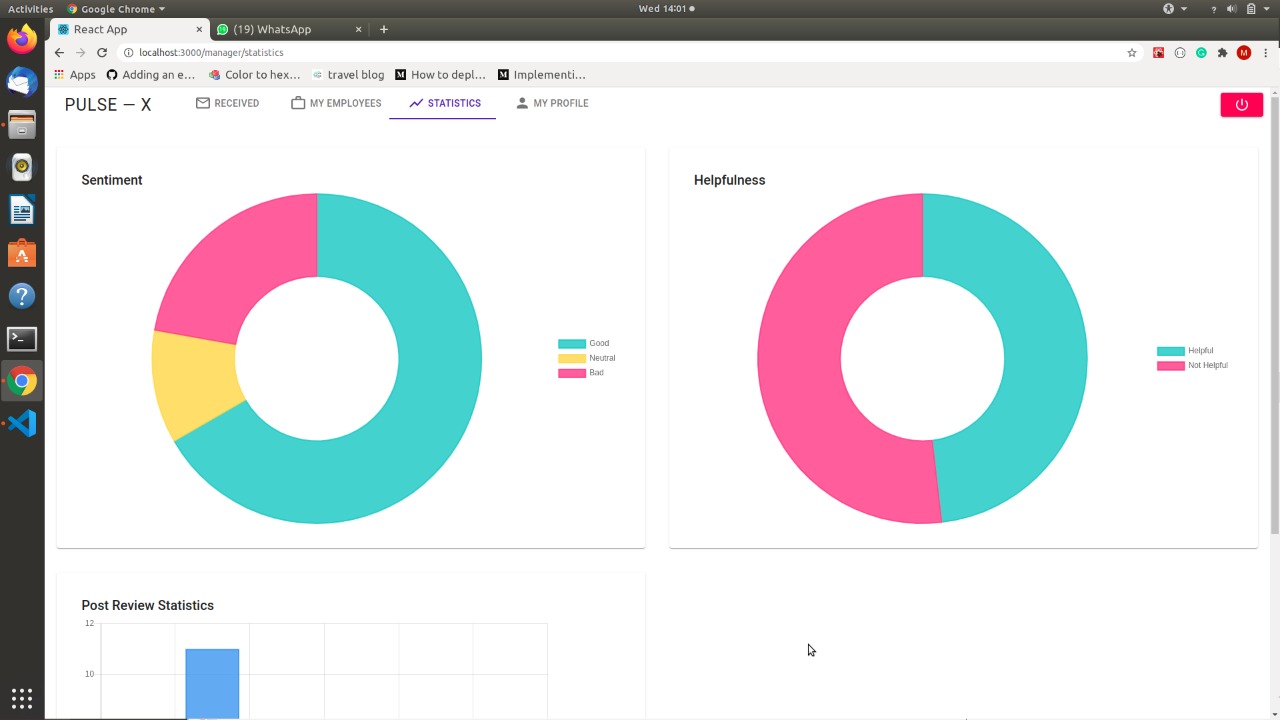 Activities
Google Chrome
Wed 14:01
React App
(19) WhatsApp
localhost:3000/manager/statistics
M
Apps
Adding an e...
Color to hex...
travel blog
How to depl...
Implementi...
PULSE — X
RECEIVED
MY EMPLOYEES
STATISTICS
MY PROFILE
Sentiment
Good
Neutral
Bad
Helpfulness
Helpful
Not Helpful
Post Review Statistics
12
10